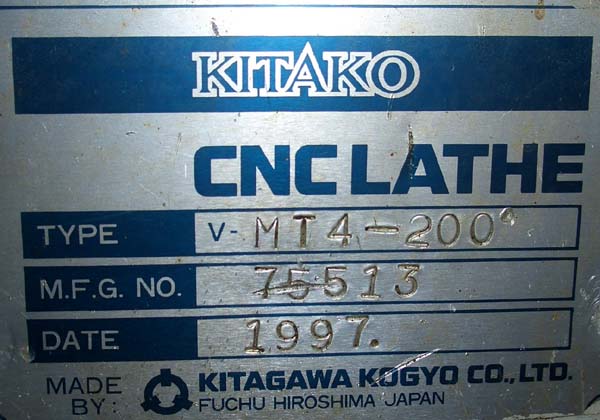 KITAKO
CNC LATHE
TYPE V- MT4-200°
M.F.G. NO. 75513
DATE 1997.
MADE BY: KITAGAWA KOGYO CO., LTD.
FUCHU HIROSHIMA JAPAN